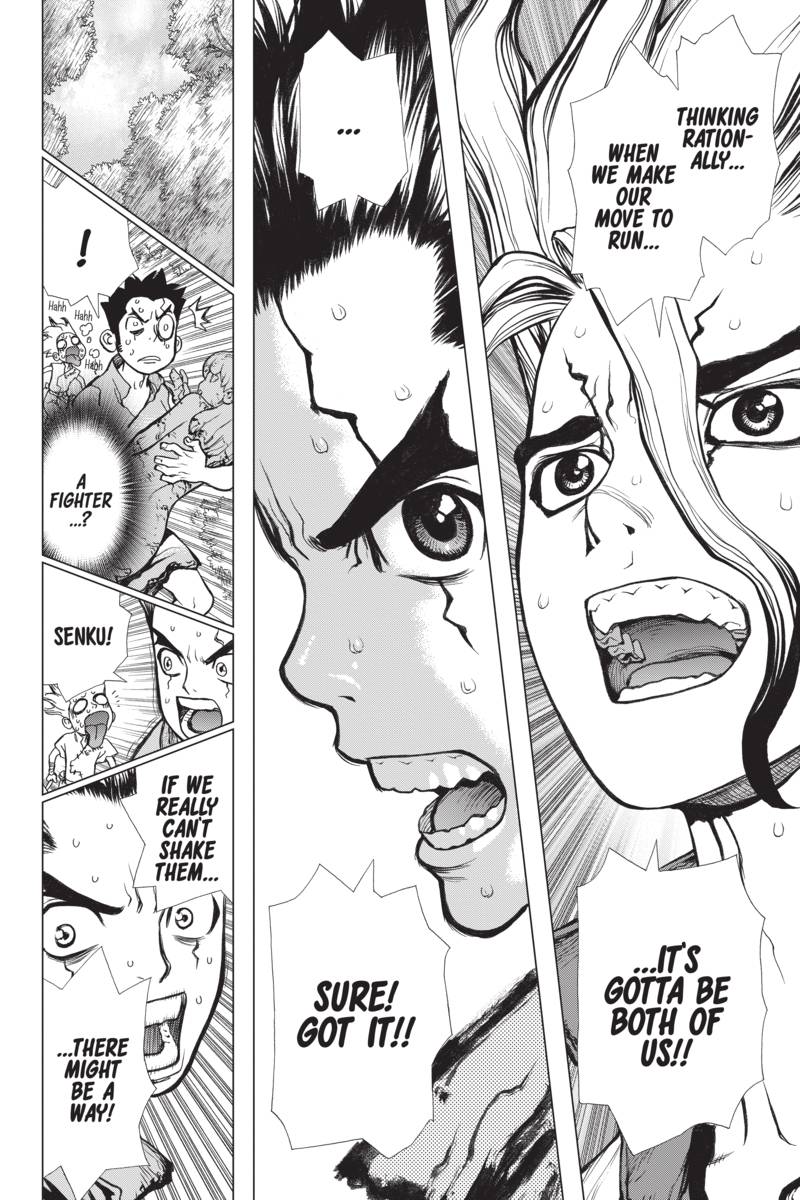 THINKING
RATION-
ALLY...
WHEN
WE MAKE
OUR
MOVE TO
RUN...
...IT'S
GOTTA BE
BOTH OF
US!!
...
SURE!
GOT IT!!
!
Hahh
Hahh
Hahh
A
FIGHTER
...?
SENKU!
IF WE
REALLY
CAN'T
SHAKE
THEM...
...THERE
MIGHT
BE A
WAY!